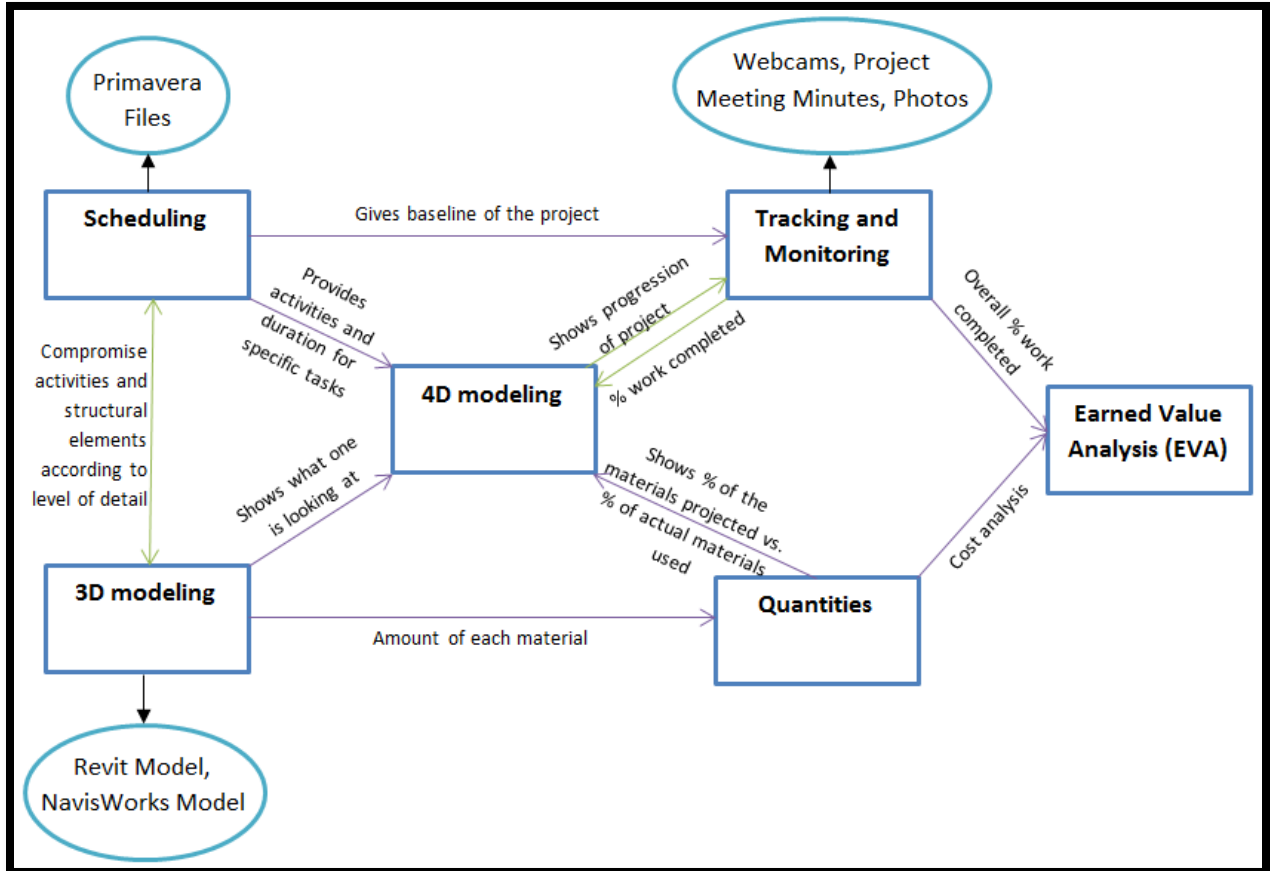 Primavera
Files
Webcams, Project
Meeting Minutes, Photos
Scheduling
Gives baseline of the project
Tracking and
Monitoring
Provides
activities and
duration for
specific tasks
Shows progression
of project
% work completed
Overall % work
completed
Compromise
activities and
structural
elements
according to
level of detail
4D modeling
Earned Value
Analysis (EVA)
Shows what one
is looking at
Shows % of the
materials projected vs.
% of actual materials
used
Cost analysis
3D modeling
Amount of each material
Quantities
Revit Model,
NavisWorks Model